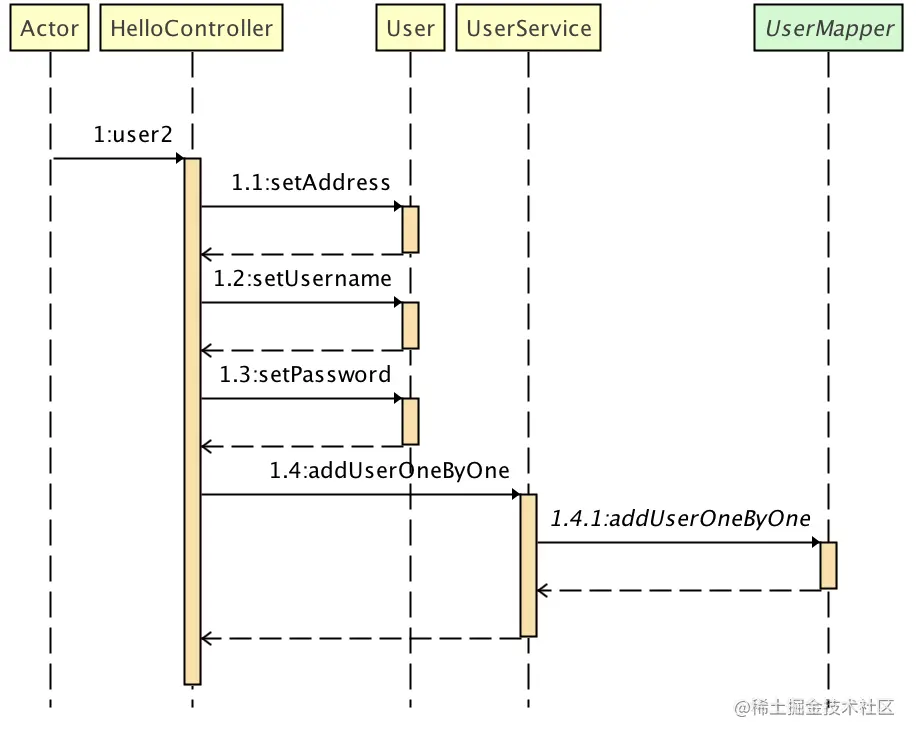 Actor HelloController User UserService UserMapper
1:user2
1.1:setAddress
1.2:setUsername
1.3:setPassword
1.4:addUserOneByOne
1.4.1:addUserOneByOne
@稀土掘金技术社区